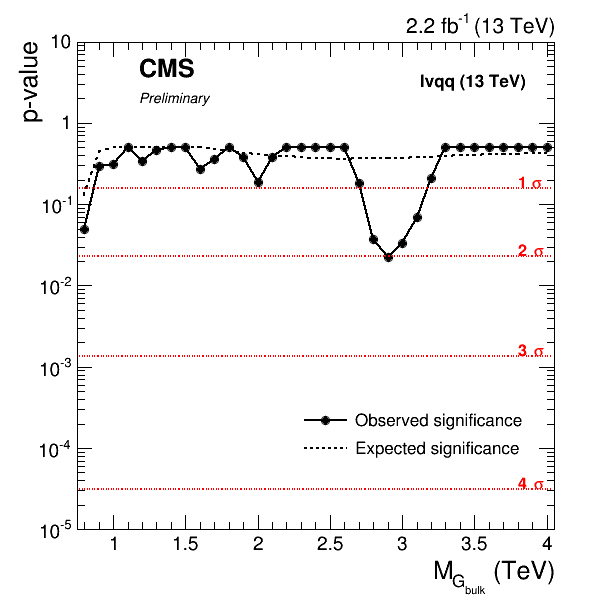 2.2 fb⁻¹ (13 TeV)
CMS
Preliminary
lvqq (13 TeV)
p-value
10
1
10⁻¹
10⁻²
10⁻³
10⁻⁴
10⁻⁵
1 σ
2 σ
3 σ
4 σ
Observed significance
Expected significance
1 1.5 2 2.5 3 3.5 4
M_G_bulk (TeV)